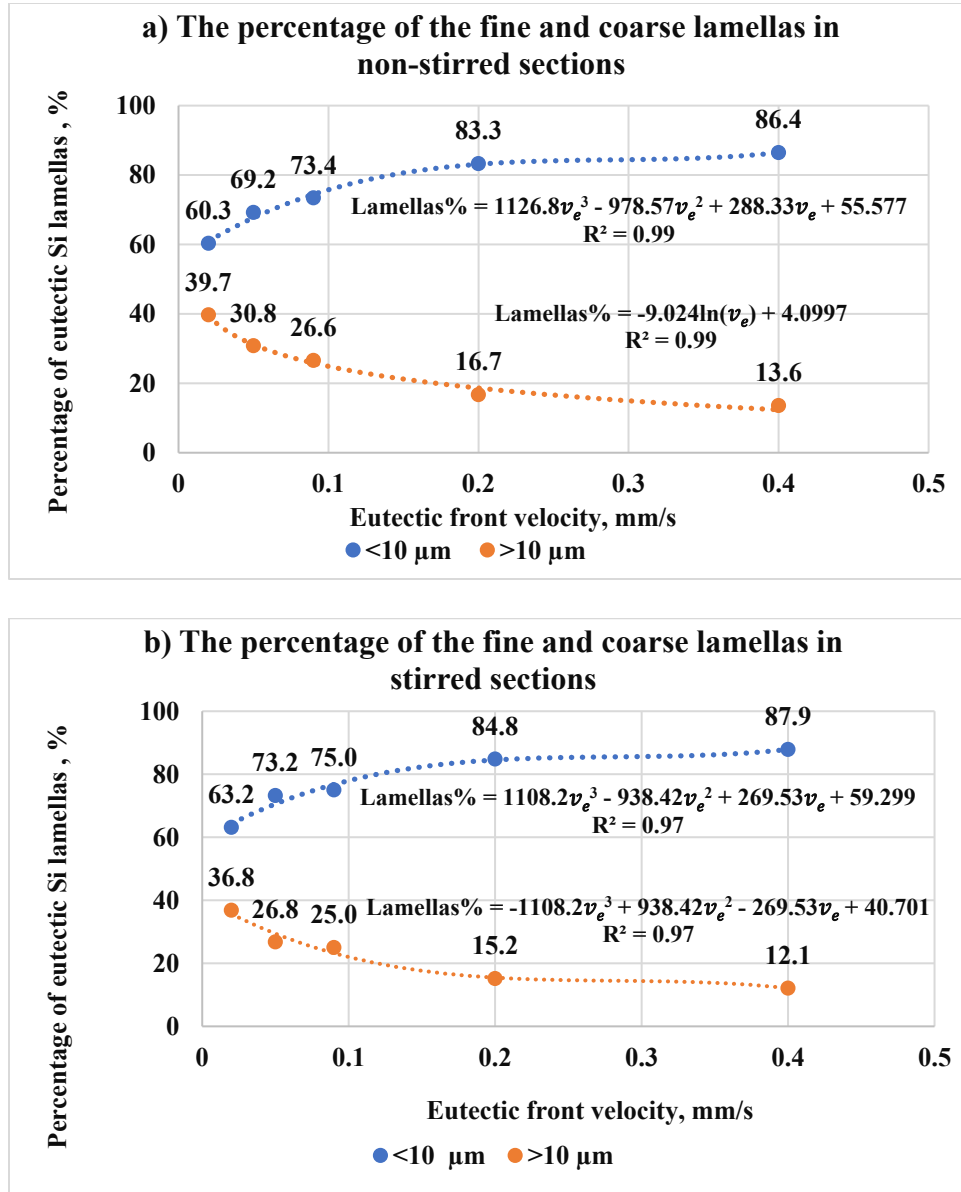 a) The percentage of the fine and coarse lamellas in
non-stirred sections
Percentage of eutectic Si lamellas , %
100
80
60
40
20
0
60.3
69.2
73.4
83.3
86.4
Lamellas% = 1126.8𝑣ₑ³ - 978.57𝑣ₑ² + 288.33𝑣ₑ + 55.577
R² = 0.99
39.7
30.8
26.6
16.7
13.6
Lamellas% = -9.024ln(𝑣ₑ) + 4.0997
R² = 0.99
0 0.1 0.2 0.3 0.4 0.5
Eutectic front velocity, mm/s
<10 µm >10 µm
b) The percentage of the fine and coarse lamellas in
stirred sections
Percentage of eutectic Si lamellas , %
100
80
60
40
20
0
63.2
73.2
75.0
84.8
87.9
Lamellas% = 1108.2𝑣ₑ³ - 938.42𝑣ₑ² + 269.53𝑣ₑ + 59.299
R² = 0.97
36.8
26.8
25.0
15.2
12.1
Lamellas% = -1108.2𝑣ₑ³ + 938.42𝑣ₑ² - 269.53𝑣ₑ + 40.701
R² = 0.97
0 0.1 0.2 0.3 0.4 0.5
Eutectic front velocity, mm/s
<10 µm >10 µm